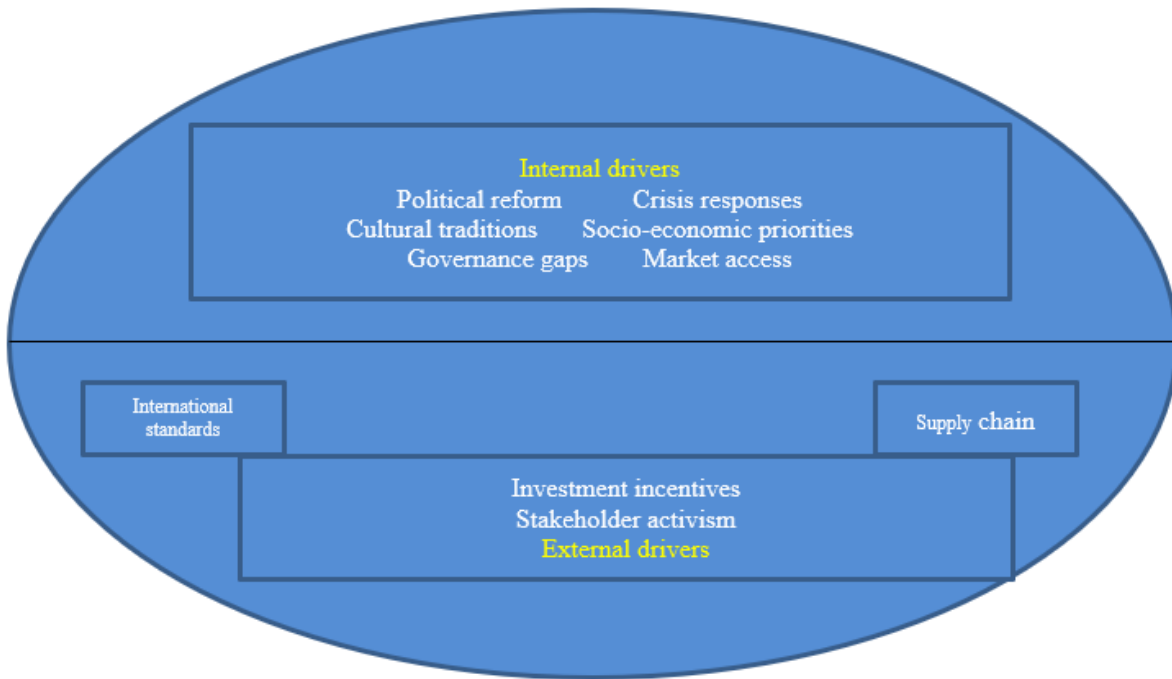 Internal drivers
Political reform Crisis responses
Cultural traditions Socio-economic priorities
Governance gaps Market access
International
standards
Supply chain
Investment incentives
Stakeholder activism
External drivers